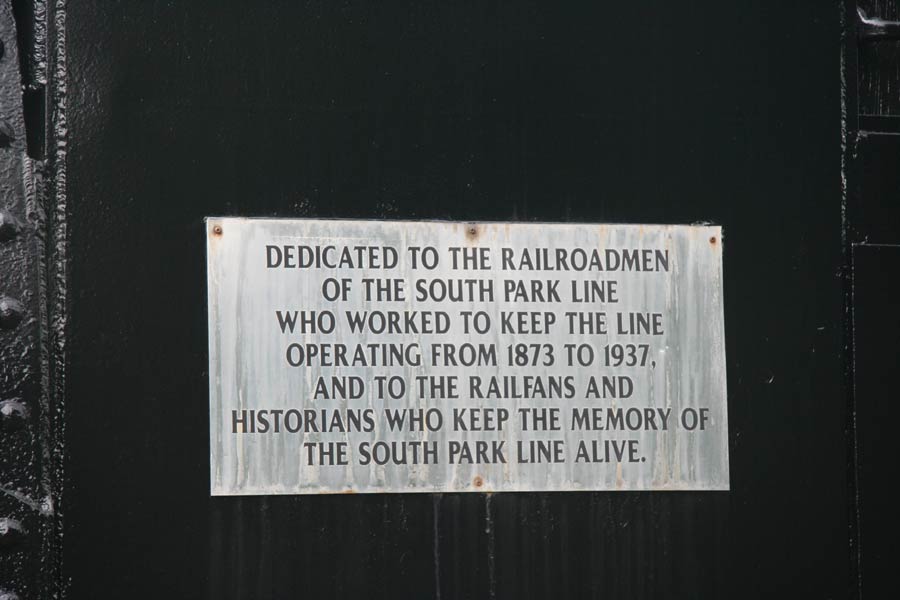 DEDICATED TO THE RAILROADMEN
OF THE SOUTH PARK LINE
WHO WORKED TO KEEP THE LINE
OPERATING FROM 1873 TO 1937,
AND TO THE RAILFANS AND
HISTORIANS WHO KEEP THE MEMORY OF
THE SOUTH PARK LINE ALIVE.